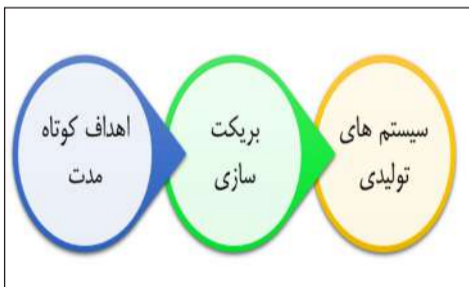 سیستم های
تولیدی
بریکت
سازی
اهداف کوتاه
مدت